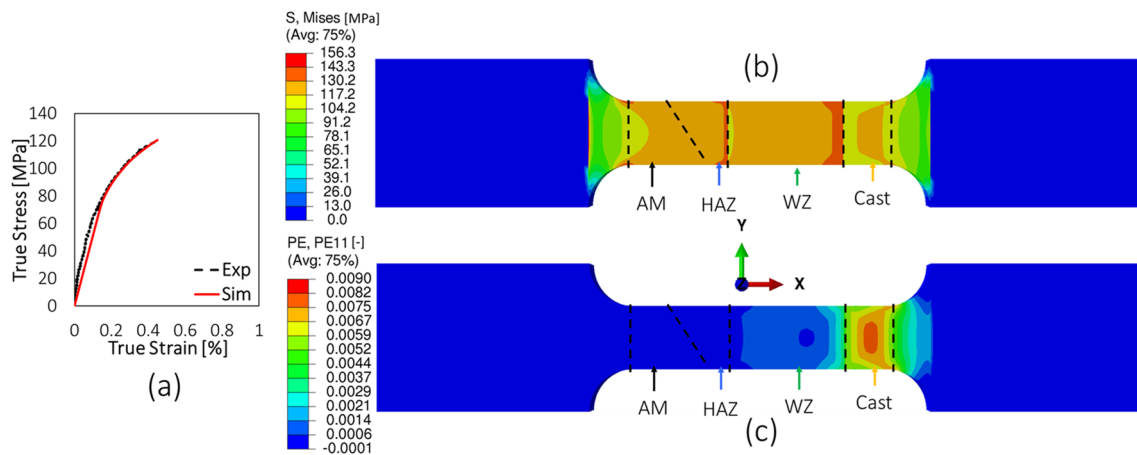 True Stress [MPa]
140
120
100
80
60
40
20
0
Exp
Sim
0 0.2 0.4 0.6 0.8 1
True Strain [%]
(a)
S, Mises [MPa]
(Avg: 75%)
156.3
143.3
130.2
117.2
104.2
91.2
78.1
65.1
52.1
39.1
26.0
13.0
0.0
(b)
AM HAZ WZ Cast
Y
Z X
PE, PE11 [-]
(Avg: 75%)
0.0090
0.0082
0.0075
0.0067
0.0059
0.0052
0.0044
0.0037
0.0029
0.0021
0.0014
0.0006
-0.0001
AM HAZ WZ Cast
(c)